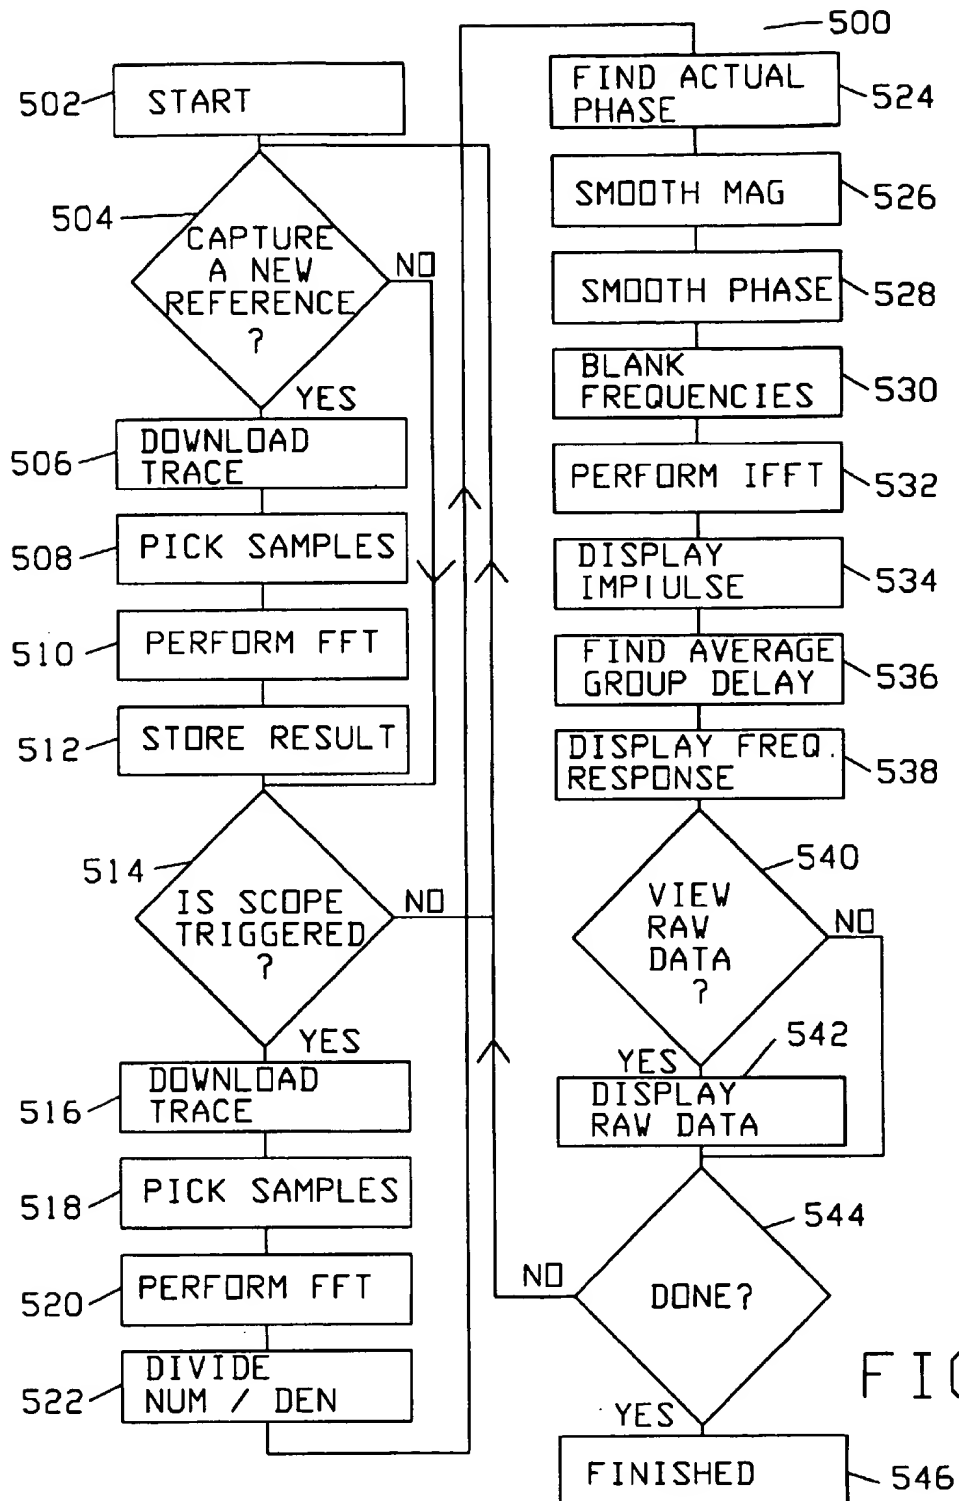 500
502
START
504
CAPTURE
A NEW
REFERENCE
?
NO
YES
506
DOWNLOAD
TRACE
508
PICK SAMPLES
510
PERFORM FFT
512
STORE RESULT
514
IS SCOPE
TRIGGERED
?
NO
YES
516
DOWNLOAD
TRACE
518
PICK SAMPLES
520
PERFORM FFT
522
DIVIDE
NUM / DEN
FIND ACTUAL
PHASE
524
SMOOTH MAG
526
SMOOTH PHASE
528
BLANK
FREQUENCIES
530
PERFORM IFFT
532
DISPLAY
IMPIULSE
534
FIND AVERAGE
GROUP DELAY
536
DISPLAY FREQ.
RESPONSE
538
540
VIEW
RAW
DATA
?
NO
YES
542
DISPLAY
RAW DATA
544
DONE?
NO
YES
FINISHED
546